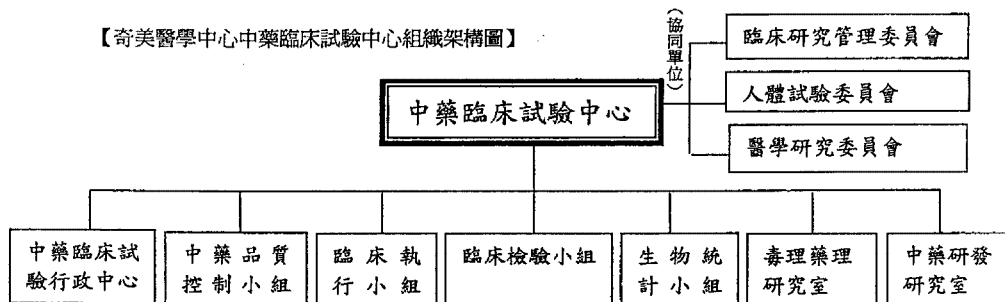 【奇美醫學中心中藥臨床試驗中心組織架構圖】
（協同單位）
臨床研究管理委員會
中藥臨床試驗中心
人體試驗委員會
醫學研究委員會
中藥臨床試
驗行政中心
中藥品質
控制小組
臨床執
行小組
臨床檢驗小組
生物統
計小組
毒理藥理
研究室
中藥研發
研究室